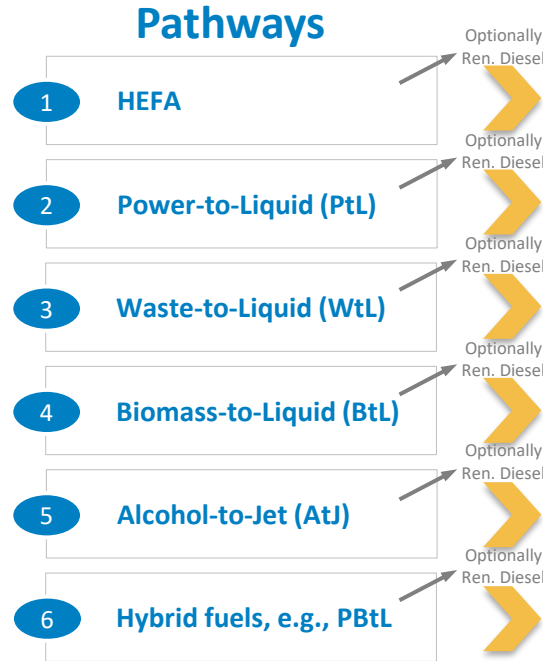 Pathways
Optionally
Ren. Diesel
1 HEFA
Optionally
Ren. Diesel
2 Power-to-Liquid (PtL)
Optionally
Ren. Diesel
3 Waste-to-Liquid (WtL)
Optionally
Ren. Diesel
4 Biomass-to-Liquid (BtL)
Optionally
Ren. Diesel
5 Alcohol-to-Jet (AtJ)
Optionally
Ren. Diesel
6 Hybrid fuels, e.g., PBtL